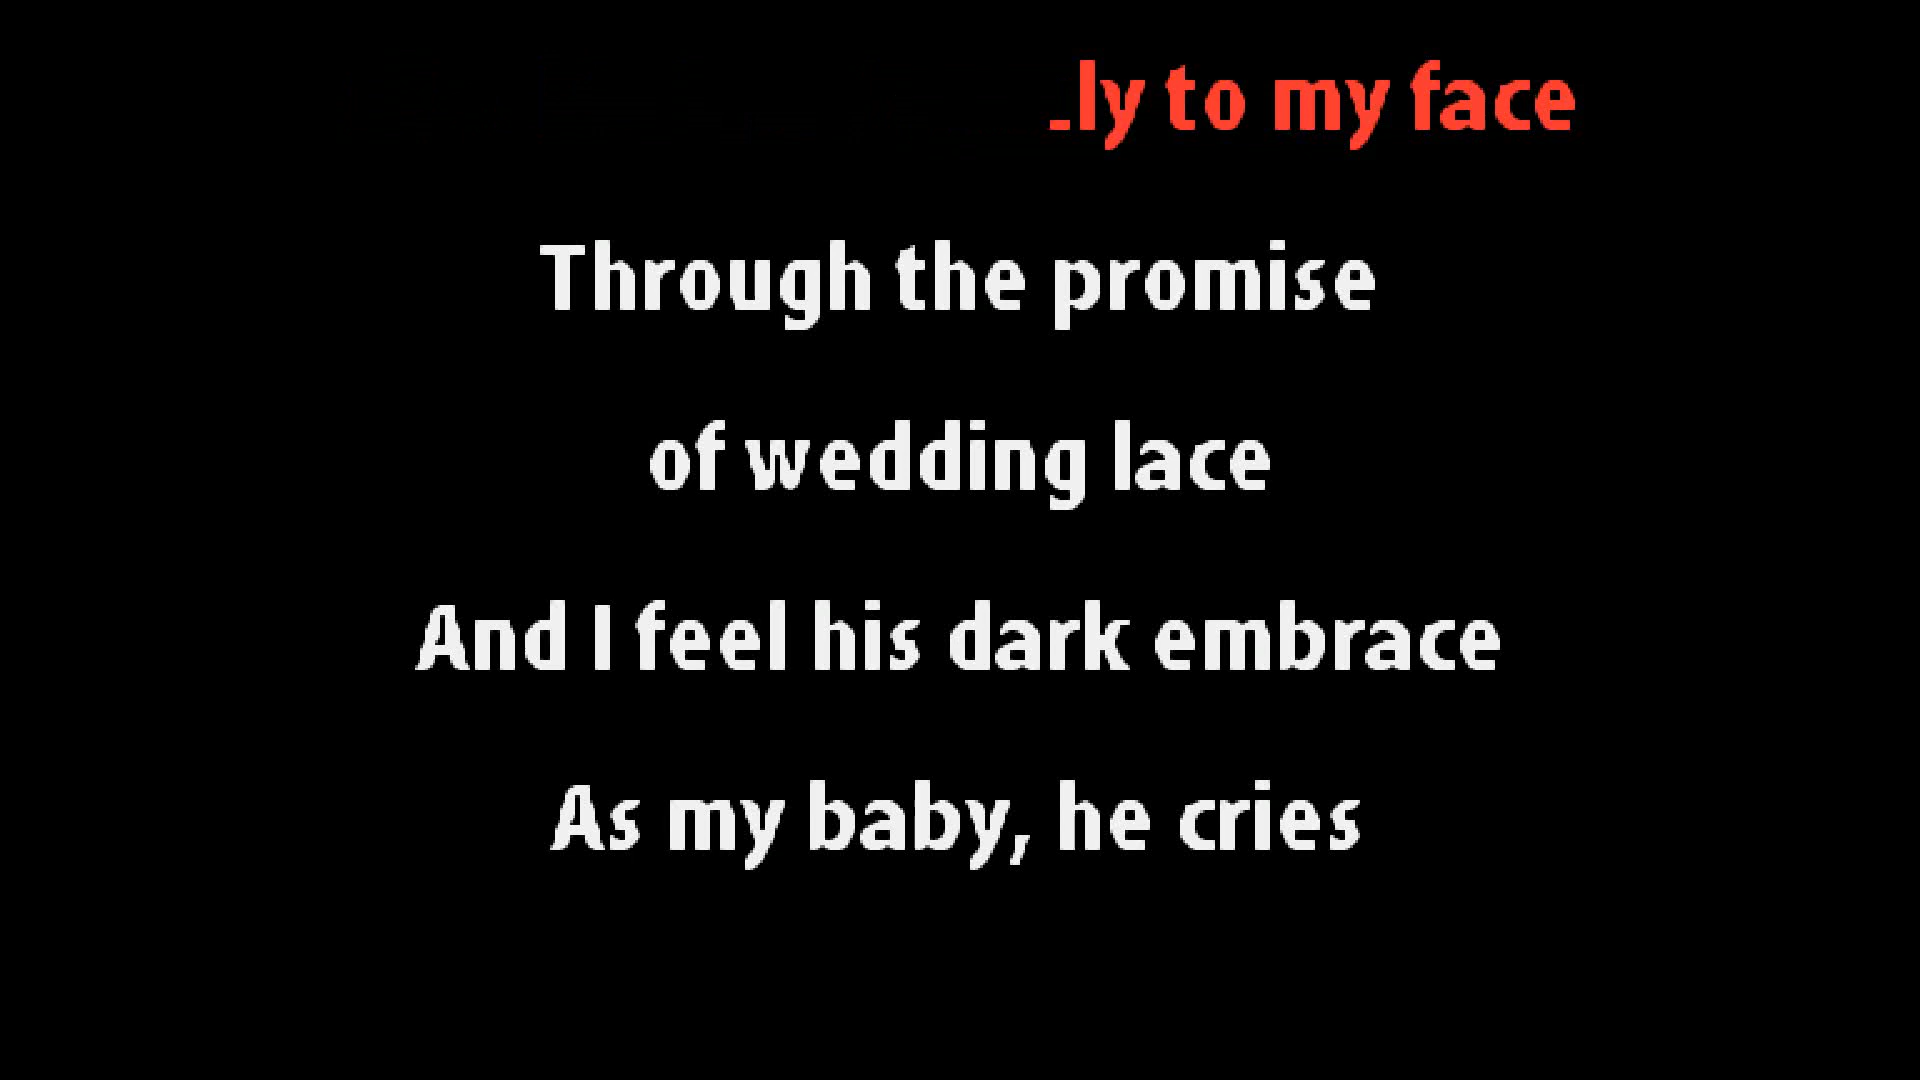 ly to my face
Through the promise
of wedding lace
And I feel his dark embrace
As my baby, he cries